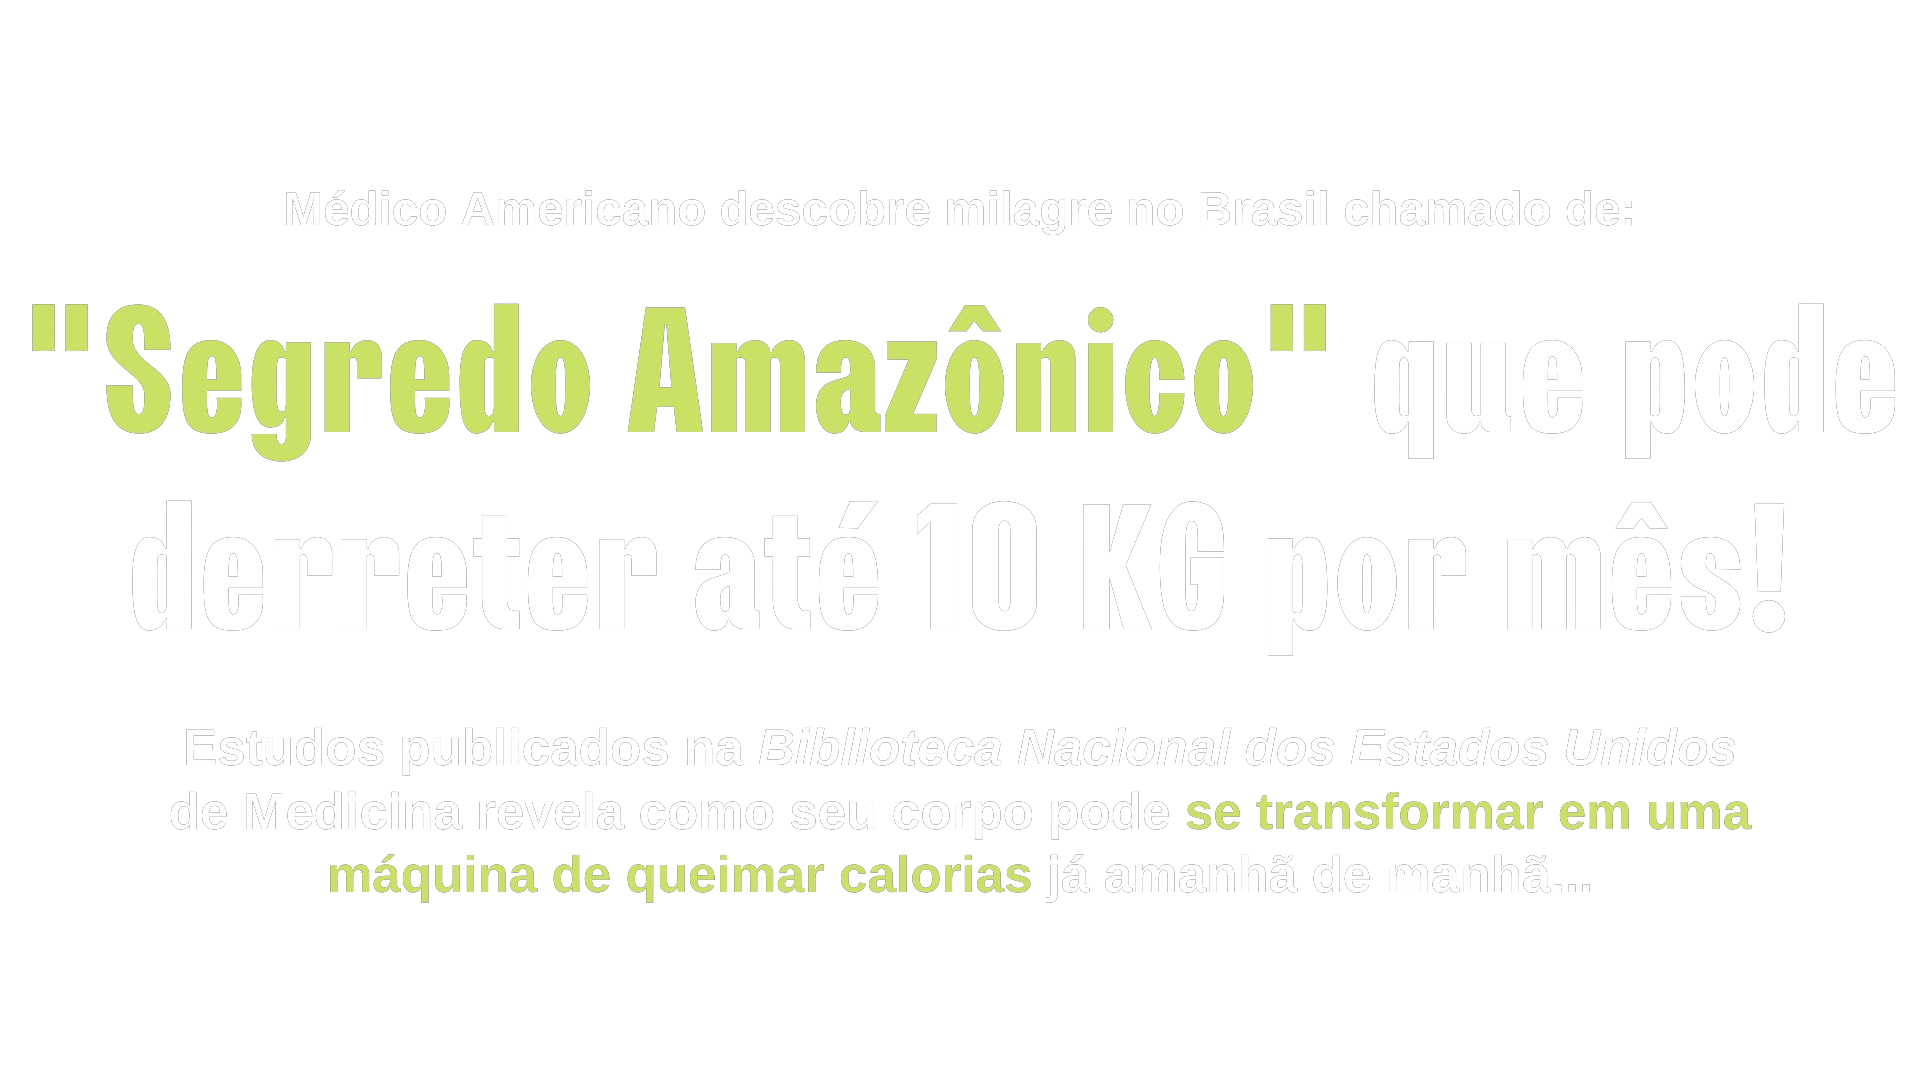 Médico Americano descobre milagre no Brasil chamado de:
"Segredo Amazônico" que pode
derreter até 10 KG por mês!
Estudos publicados na Biblioteca Nacional dos Estados Unidos
de Medicina revela como seu corpo pode se transformar em uma
máquina de queimar calorias já amanhã de manhã...